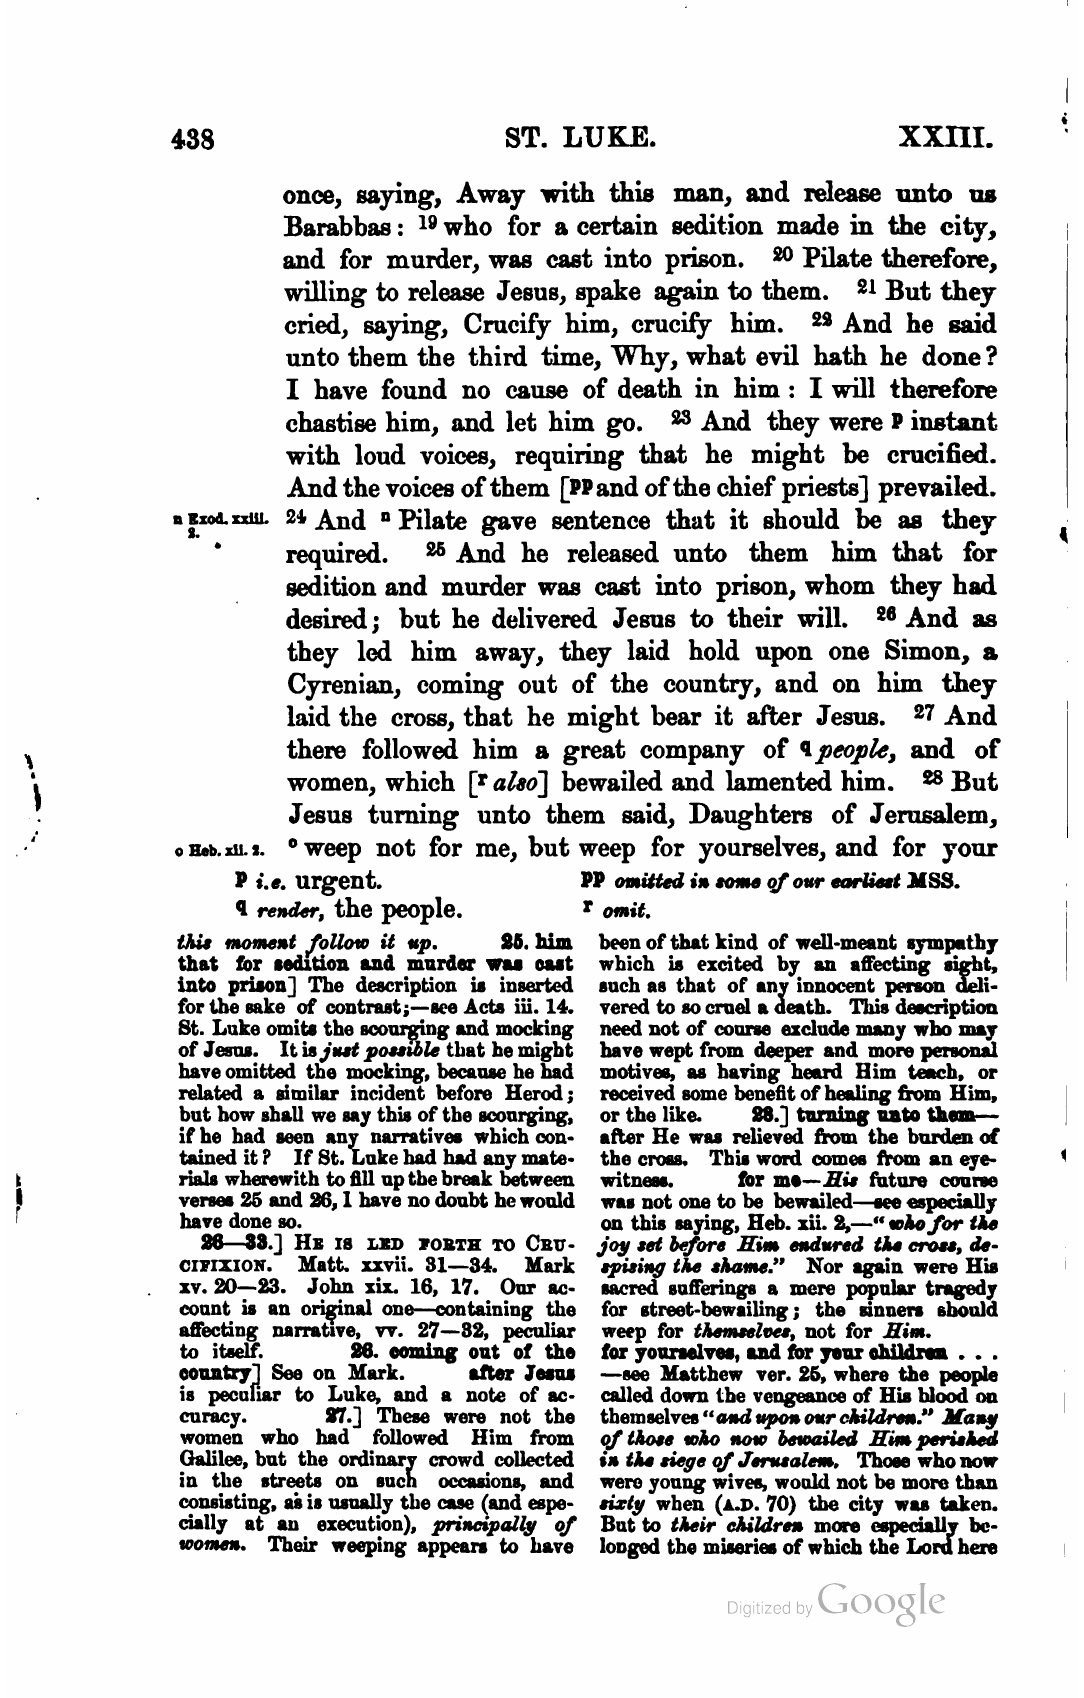 438 ST. LUKE. XXIII.
once, saying, Away with this man, and release unto us
Barabbas: 19 who for a certain sedition made in the city,
and for murder, was cast into prison. 20 Pilate therefore,
willing to release Jesus, spake again to them. 21 But they
cried, saying, Crucify him, crucify him. 22 And he said
unto them the third time, Why, what evil hath he done?
I have found no cause of death in him: I will therefore
chastise him, and let him go. 23 And they were p instant
with loud voices, requiring that he might be crucified.
And the voices of them [pp and of the chief priests] prevailed.
n Exod. xxiii. 2.
24 And n Pilate gave sentence that it should be as they
required. 25 And he released unto them him that for
sedition and murder was cast into prison, whom they had
desired; but he delivered Jesus to their will. 26 And as
they led him away, they laid hold upon one Simon, a
Cyrenian, coming out of the country, and on him they
laid the cross, that he might bear it after Jesus. 27 And
there followed him a great company of q people, and of
women, which [r also] bewailed and lamented him. 28 But
Jesus turning unto them said, Daughters of Jerusalem,
o Heb. xii. 2.
o weep not for me, but weep for yourselves, and for your
p i.e. urgent.
q render, the people.
pp omitted in some of our earliest MSS.
r omit.
this moment follow it up. 25. him
that for sedition and murder was cast
into prison] The description is inserted
for the sake of contrast;—see Acts iii. 14.
St. Luke omits the scourging and mocking
of Jesus. It is just possible that he might
have omitted the mocking, because he had
related a similar incident before Herod;
but how shall we say this of the scourging,
if he had seen any narratives which con-
tained it? If St. Luke had had any mate-
rials wherewith to fill up the break between
verses 25 and 26, I have no doubt he would
have done so.
26—33.] HE IS LED FORTH TO CRU-
CIFIXION. Matt. xxvii. 31—34. Mark
xv. 20—23. John xix. 16, 17. Our ac-
count is an original one—containing the
affecting narrative, vv. 27—32, peculiar
to itself. 26. coming out of the
country] See on Mark. after Jesus
is peculiar to Luke, and a note of ac-
curacy. 27.] These were not the
women who had followed Him from
Galilee, but the ordinary crowd collected
in the streets on such occasions, and
consisting, as is usually the case (and espe-
cially at an execution), principally of
women. Their weeping appears to have
been of that kind of well-meant sympathy
which is excited by an affecting sight,
such as that of any innocent person deli-
vered to so cruel a death. This description
need not of course exclude many who may
have wept from deeper and more personal
motives, as having heard Him teach, or
received some benefit of healing from Him,
or the like. 28.] turning unto them—
after He was relieved from the burden of
the cross. This word comes from an eye-
witness. for me—His future course
was not one to be bewailed—see especially
on this saying, Heb. xii. 2,—“who for the
joy set before Him endured the cross, de-
spising the shame.” Nor again were His
sacred sufferings a mere popular tragedy
for street-bewailing; the sinners should
weep for themselves, not for Him.
for yourselves, and for your children . . .
—see Matthew ver. 25, where the people
called down the vengeance of His blood on
themselves “and upon our children.” Many
of those who now bewailed Him perished
in the siege of Jerusalem. Those who now
were young wives, would not be more than
sixty when (A.D. 70) the city was taken.
But to their children more especially be-
longed the miseries of which the Lord here
Digitized by Google